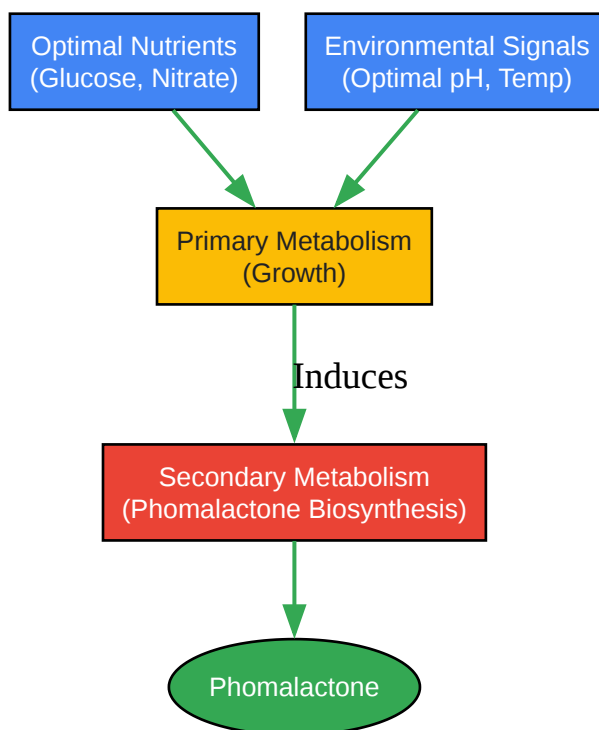 Optimal Nutrients
(Glucose, Nitrate)
Environmental Signals
(Optimal pH, Temp)
Primary Metabolism
(Growth)
Induces
Secondary Metabolism
(Phomalactone Biosynthesis)
Phomalactone